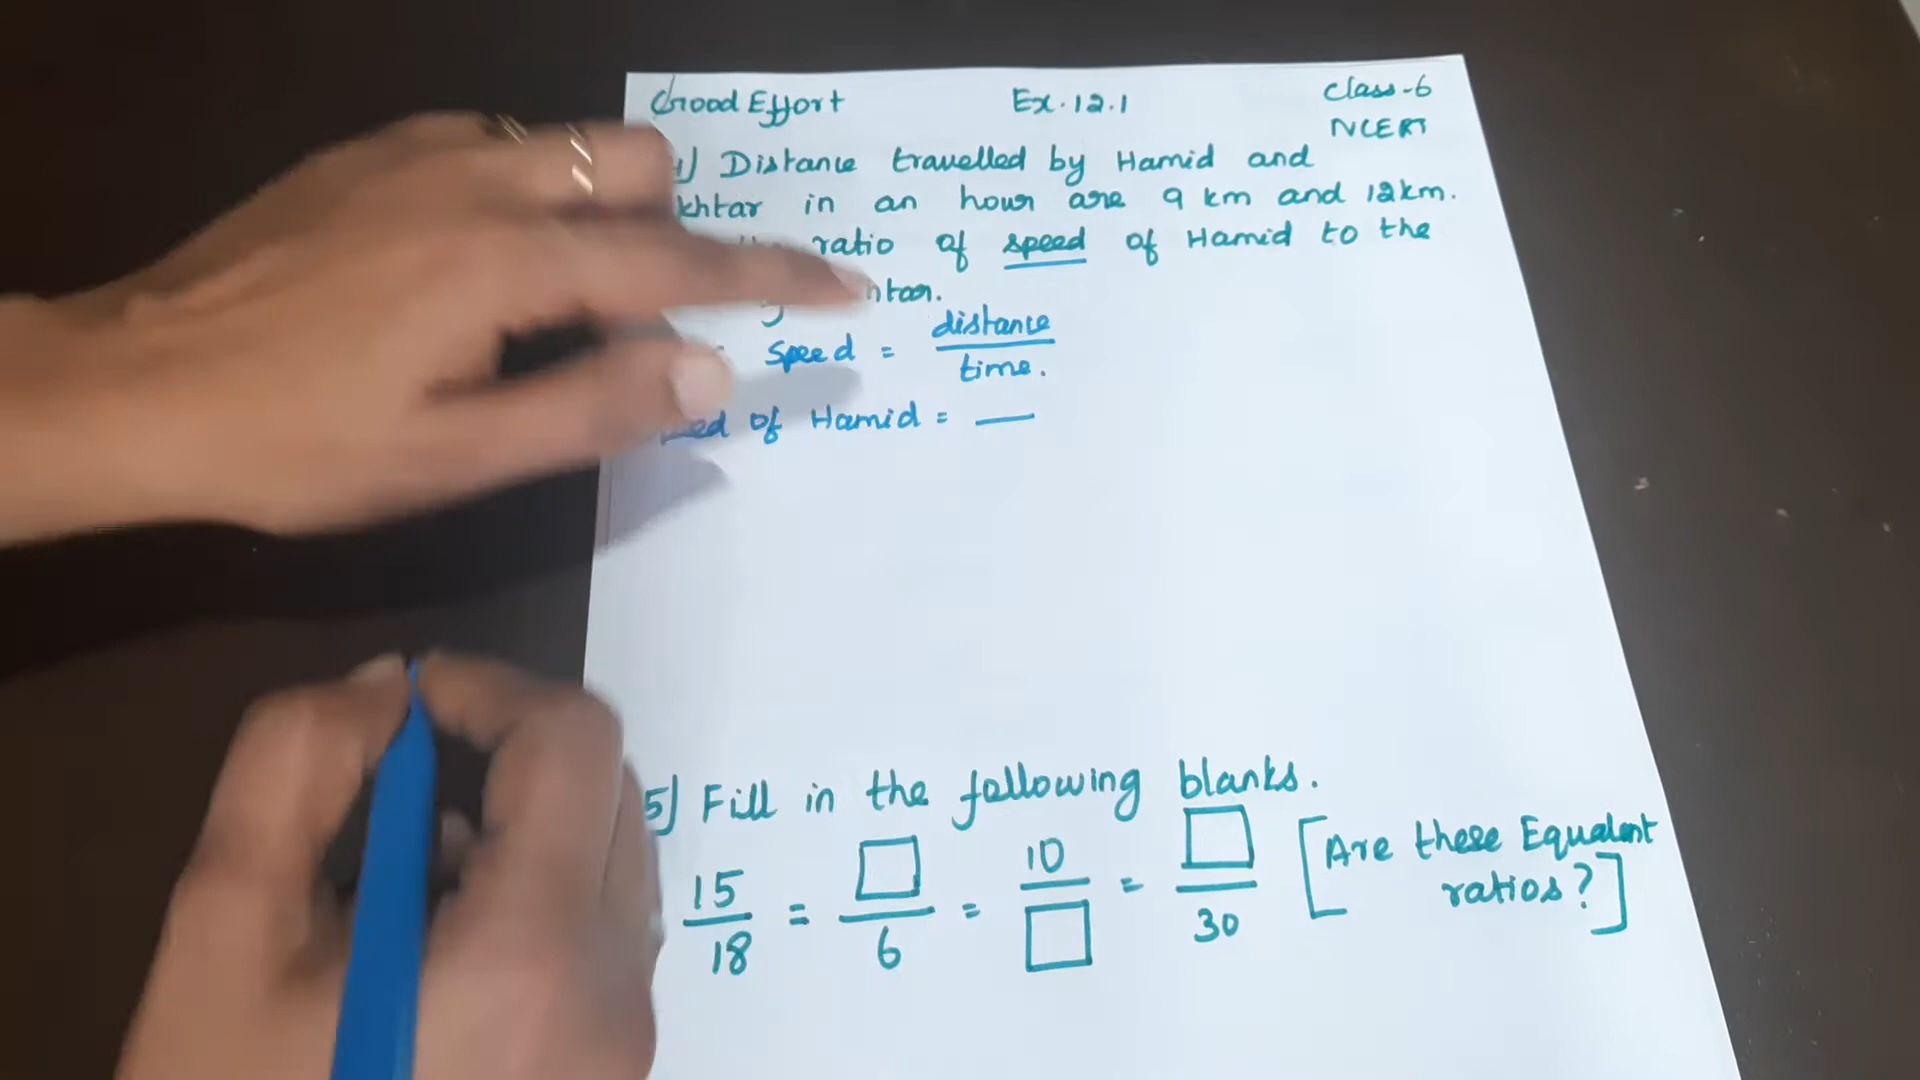 Good Effort Ex. 12.1 Class-6
NCERT
4) Distance travelled by Hamid and
khtar in an hour are 9 km and 12km.
ratio of speed of Hamid to the
htar.
Speed = distance / time.
of Hamid = —
5) Fill in the following blanks.
15/18 = □/6 = 10/□ = □/30 [Are these Equalent
ratios?]